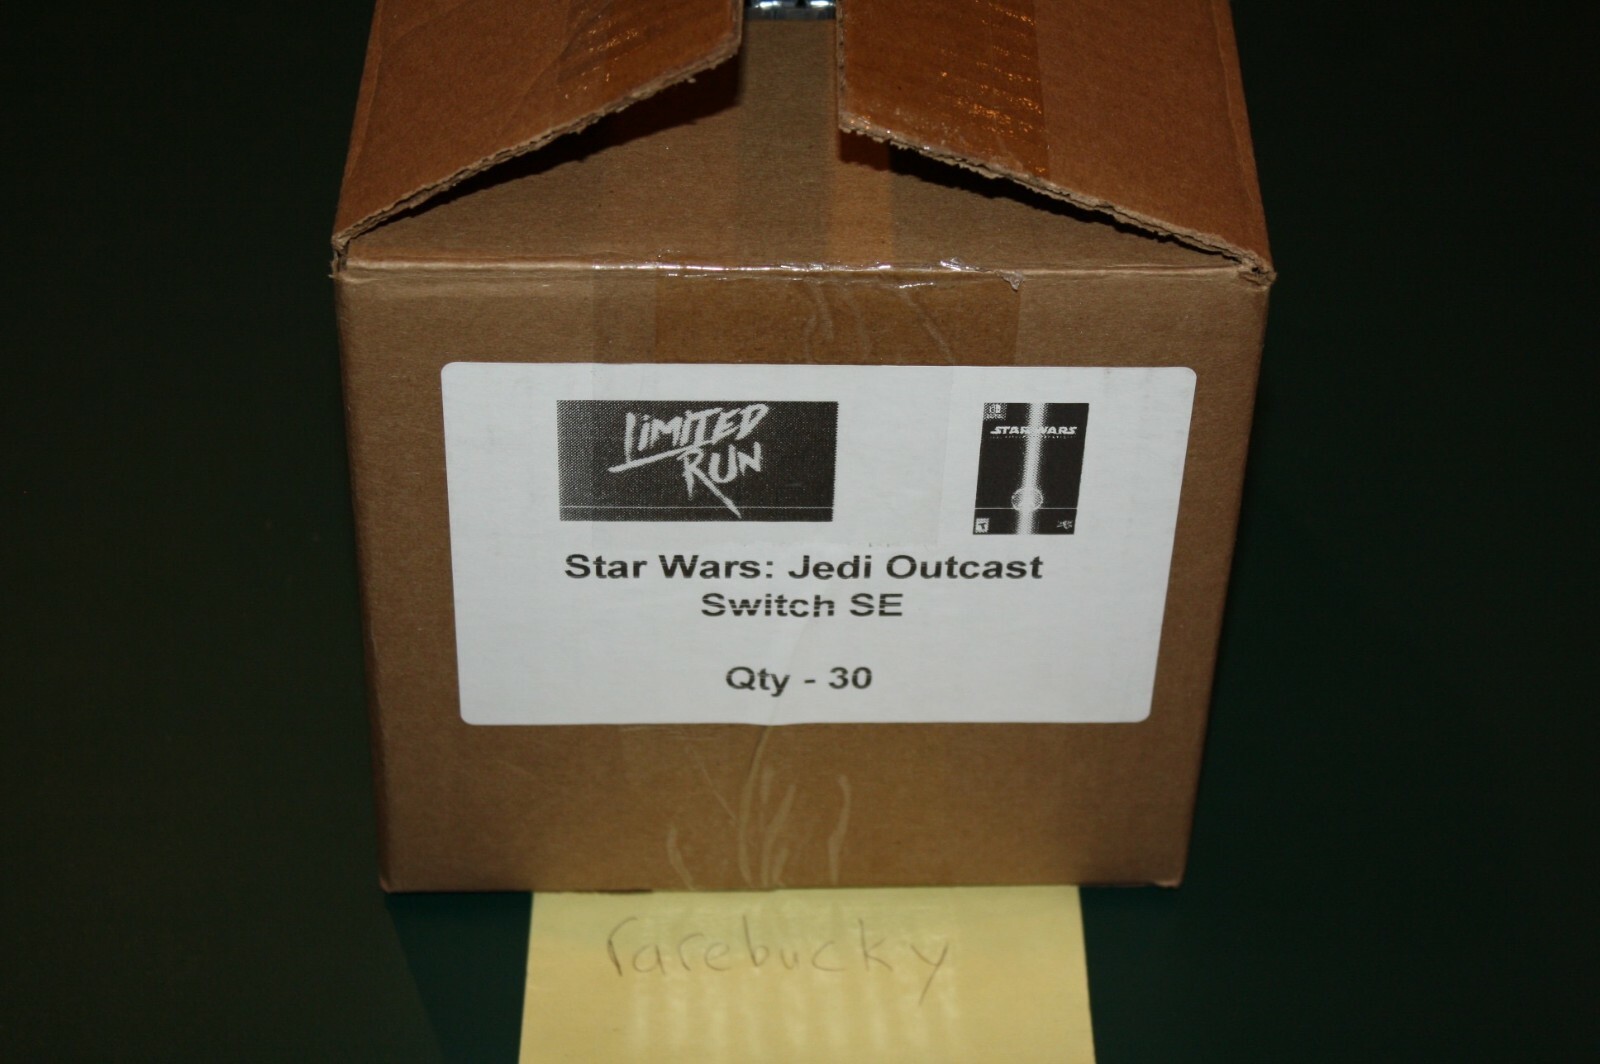 LIMITED
RUN
STAR WARS
Star Wars: Jedi Outcast
Switch SE
Qty - 30
rarebucky